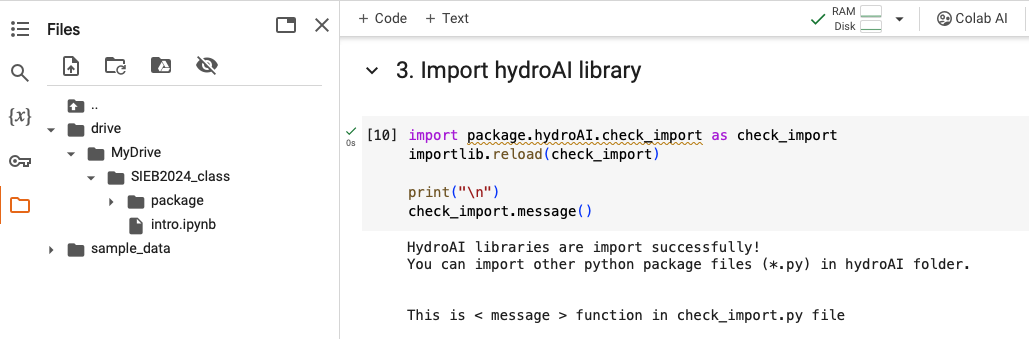 Files
..
drive
MyDrive
SIEB2024_class
package
intro.ipynb
sample_data
{x}
+ Code + Text
RAM
Disk
Colab AI
3. Import hydroAI library
[10] import package.hydroAI.check_import as check_import
0s
importlib.reload(check_import)
print("\n")
check_import.message()
HydroAI libraries are import successfully!
You can import other python package files (*.py) in hydroAI folder.
This is < message > function in check_import.py file